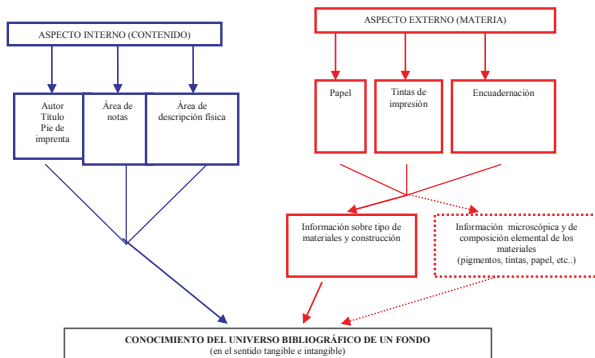 ASPECTO INTERNO (CONTENIDO)
ASPECTO EXTERNO (MATERIA)
Autor
Título
Pie de
imprenta
Área de
notas
Área de
descripción física
Papel
Tintas de
impresión
Encuadernación
Información sobre tipo de
materiales y construcción
Información microscópica y de
composición elemental de los
materiales
(pigmentos, tintas, papel, etc..)
CONOCIMIENTO DEL UNIVERSO BIBLIOGRÁFICO DE UN FONDO
(en el sentido tangible e intangible)